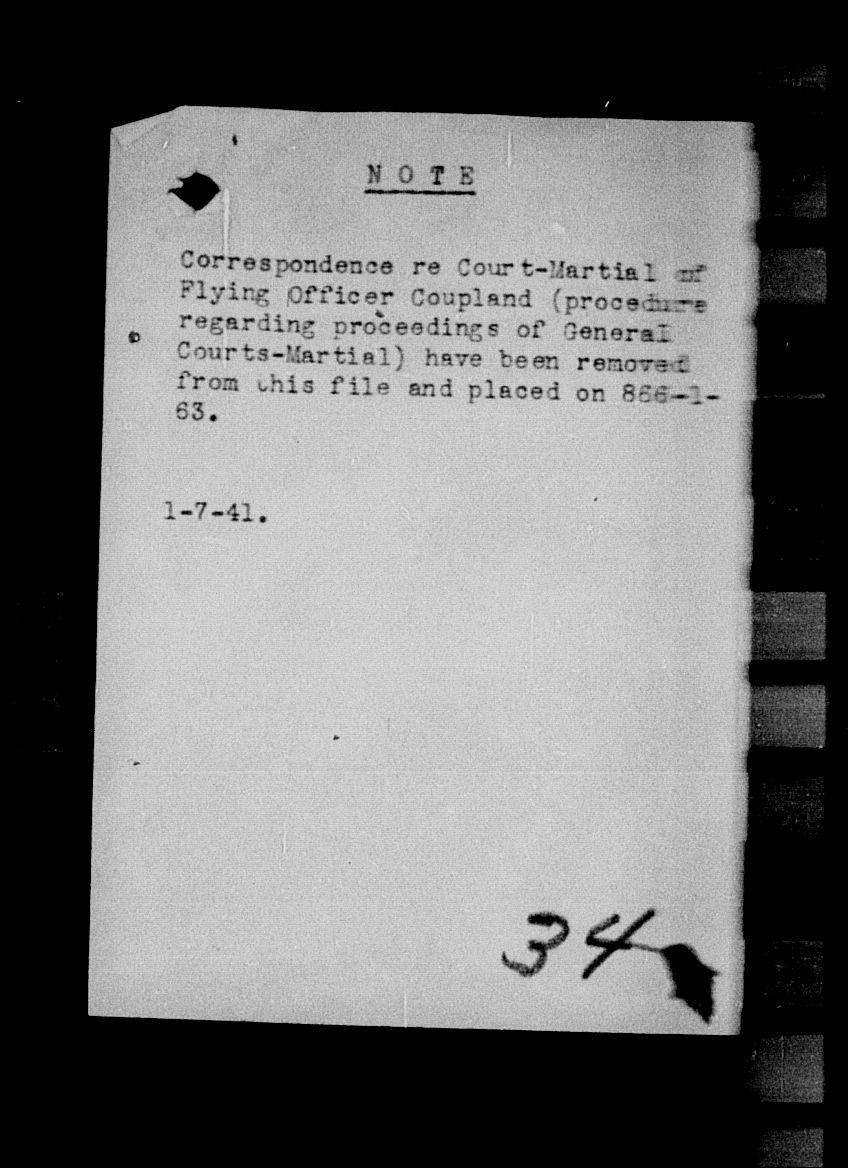 N O T E
Correspondence re Court-Martial of
Flying Officer Coupland (procedure
regarding proceedings of General
Courts-Martial) have been removed
from this file and placed on 866-1-
63.
1-7-41.
34